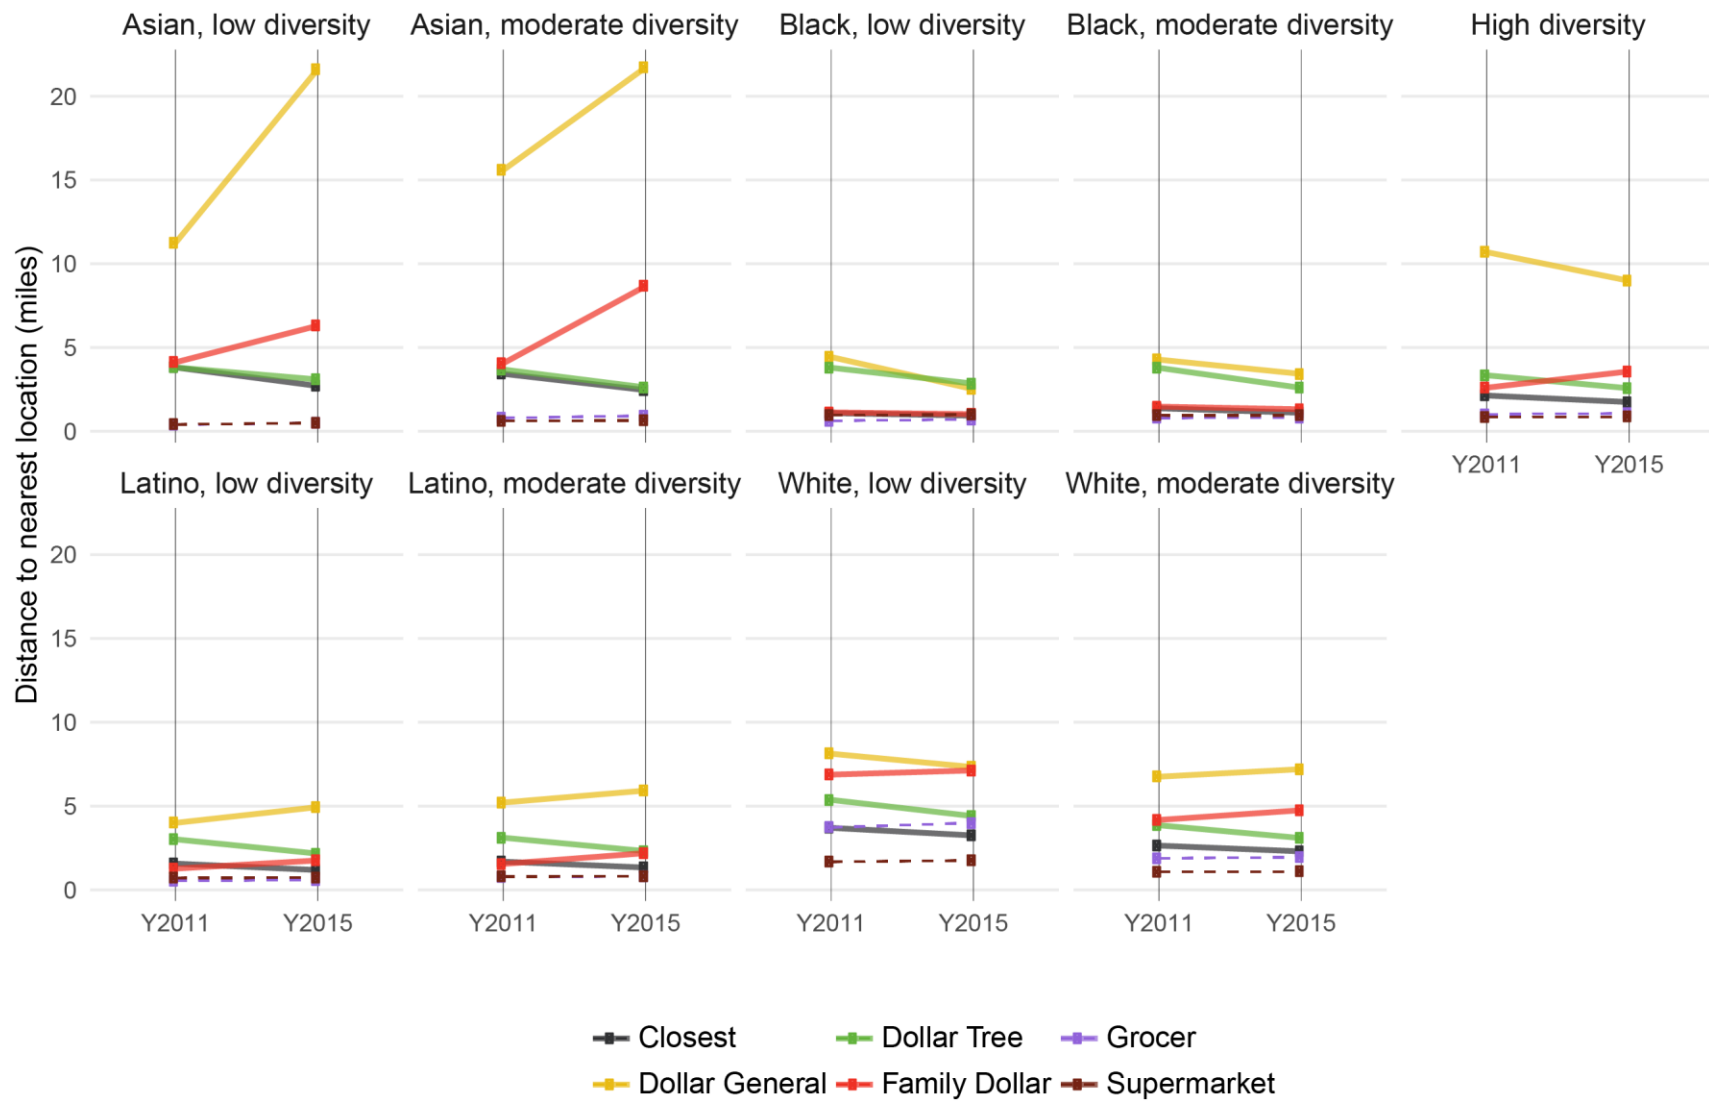 Asian, low diversity
Asian, moderate diversity
Black, low diversity
Black, moderate diversity
High diversity
20
15
10
5
0
Y2011
Y2015
Distance to nearest location (miles)
Latino, low diversity
Latino, moderate diversity
White, low diversity
White, moderate diversity
20
15
10
5
0
Y2011
Y2015
Y2011
Y2015
Y2011
Y2015
Y2011
Y2015
Closest
Dollar Tree
Grocer
Dollar General
Family Dollar
Supermarket